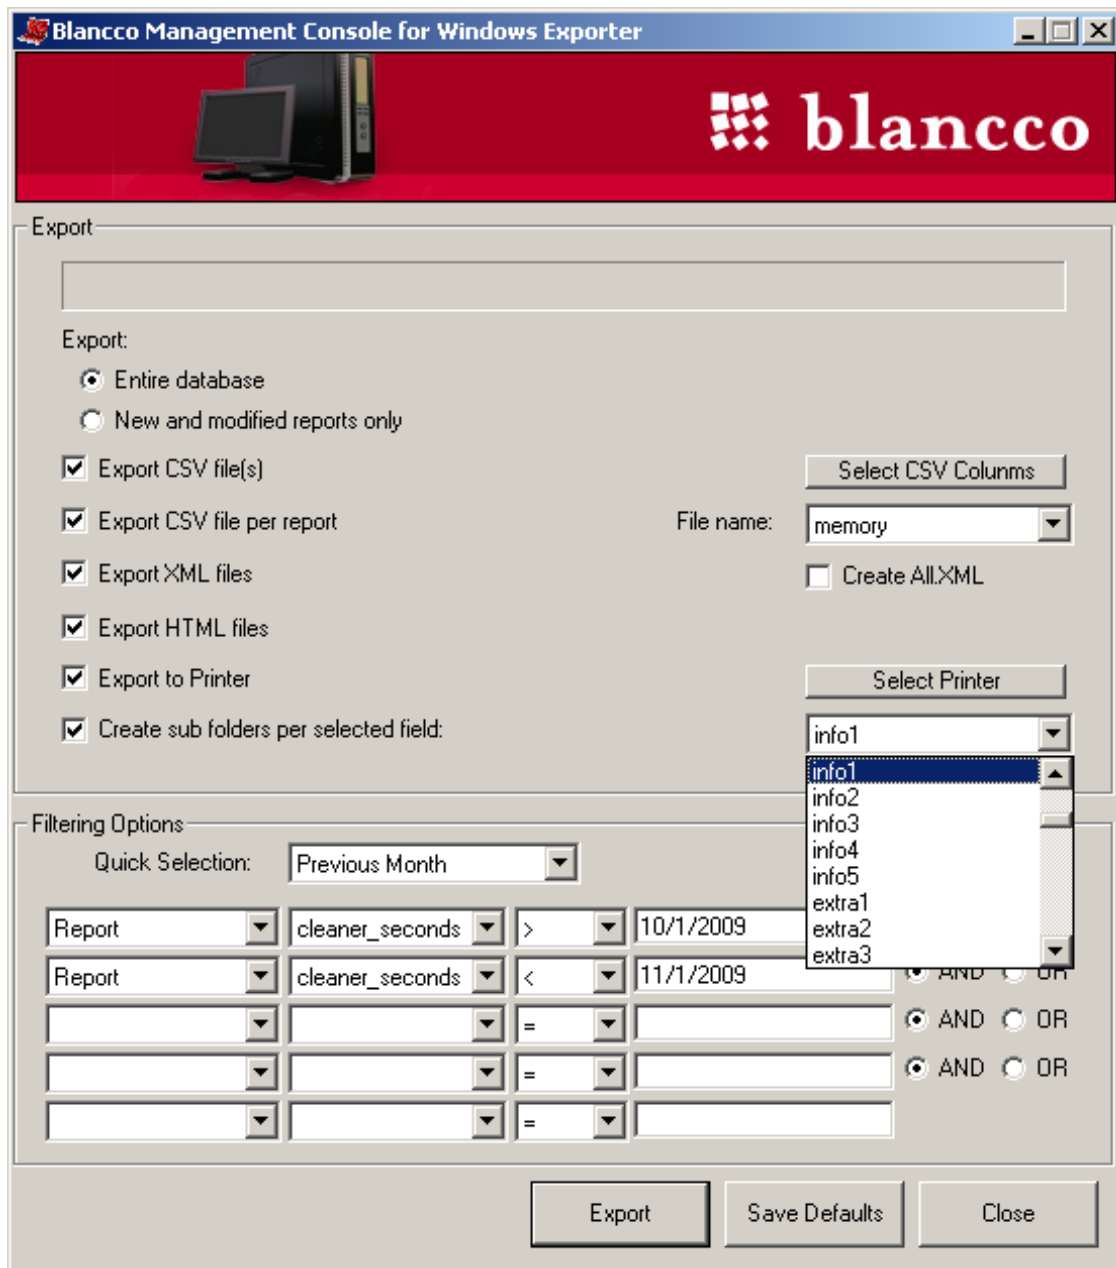 Blancco Management Console for Windows Exporter
blancco
Export
Export:
Entire database
New and modified reports only
Export CSV file(s)
Select CSV Colunms
Export CSV file per report
File name:
memory
Export XML files
Create All.XML
Export HTML files
Export to Printer
Select Printer
Create sub folders per selected field:
info1
info1
info2
info3
info4
info5
extra1
extra2
extra3
Filtering Options
Quick Selection:
Previous Month
Report cleaner_seconds > 10/1/2009
Report cleaner_seconds < 11/1/2009 AND OR
= AND OR
= AND OR
=
Export Save Defaults Close